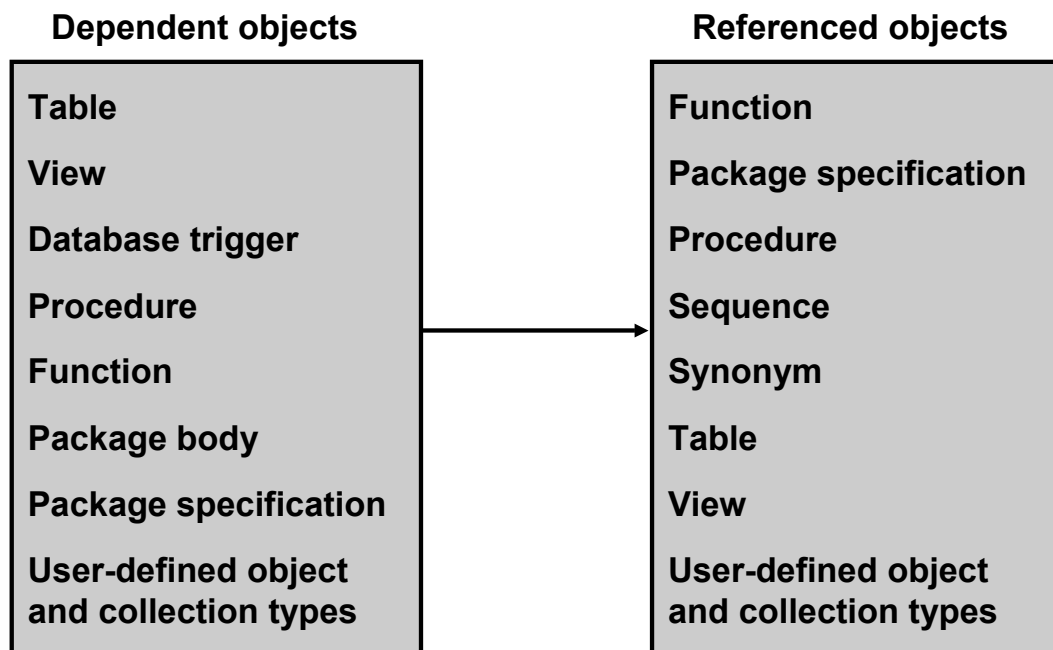 Dependent objects
Table
View
Database trigger
Procedure
Function
Package body
Package specification
User-defined object
and collection types
Referenced objects
Function
Package specification
Procedure
Sequence
Synonym
Table
View
User-defined object
and collection types